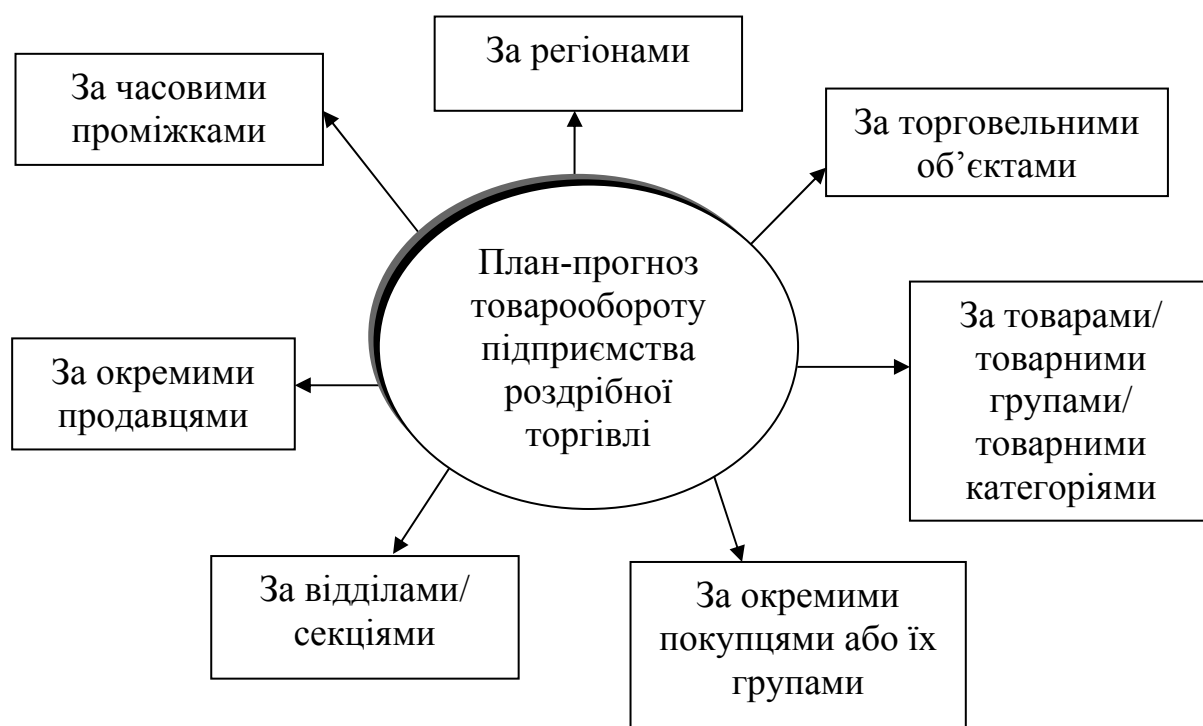 За регіонами
За часовими
проміжками
За торговельними
об’єктами
План-прогноз
товарообороту
підприємства
роздрібної
торгівлі
За товарами/
товарними
групами/
товарними
категоріями
За окремими
продавцями
За відділами/
секціями
За окремими
покупцями або їх
групами